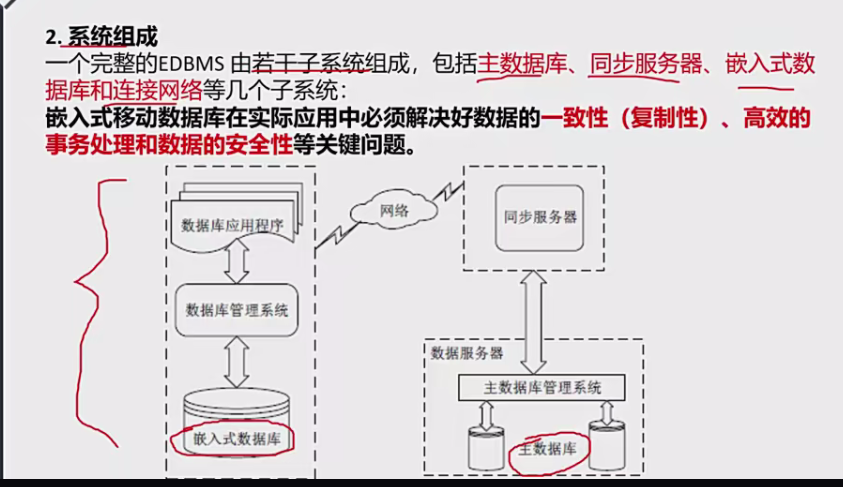 2. 系统组成
一个完整的EDBMS 由若干子系统组成，包括主数据库、同步服务器、嵌入式数
据库和连接网络等几个子系统：
嵌入式移动数据库在实际应用中必须解决好数据的一致性（复制性）、高效的
事务处理和数据的安全性等关键问题。
数据库应用程序
网络
同步服务器
数据库管理系统
数据服务器
主数据库管理系统
嵌入式数据库
主数据库